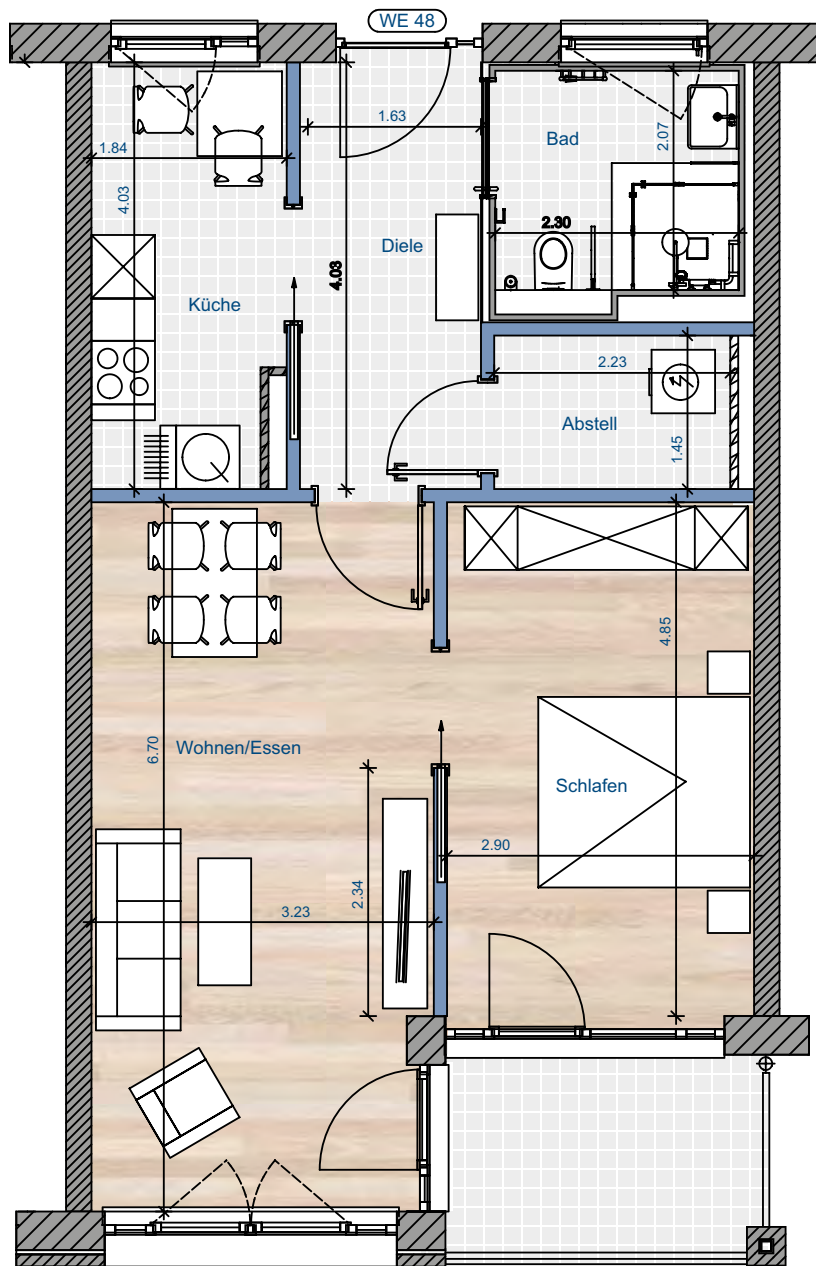 WE 48
1.63
Bad
2.07
1.84
4.03
2.30
Diele
4.03
Küche
2.23
Abstell
1.45
4.85
Wohnen/Essen
6.70
Schlafen
2.90
2.34
3.23